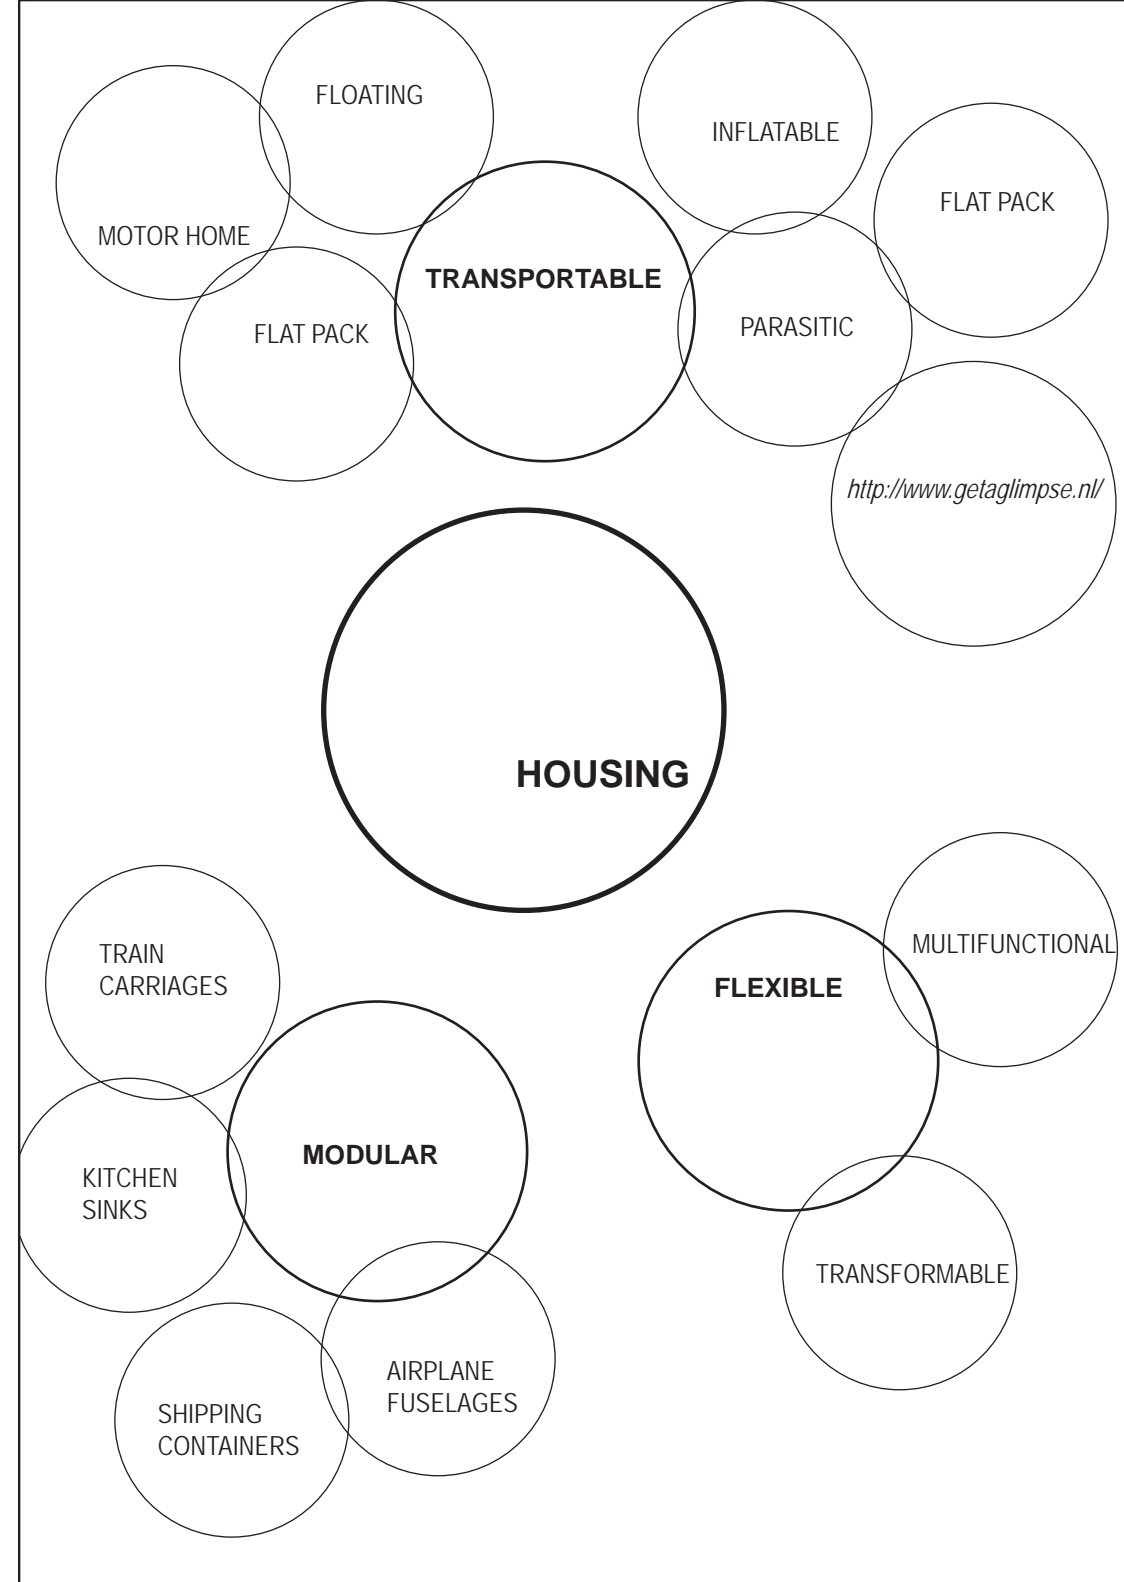 FLOATING
INFLATABLE
FLAT PACK
MOTOR HOME
TRANSPORTABLE
FLAT PACK
PARASITIC
http://www.getaglimpse.nl/
HOUSING
TRAIN
CARRIAGES
MULTIFUNCTIONAL
FLEXIBLE
MODULAR
KITCHEN
SINKS
TRANSFORMABLE
AIRPLANE
FUSELAGES
SHIPPING
CONTAINERS